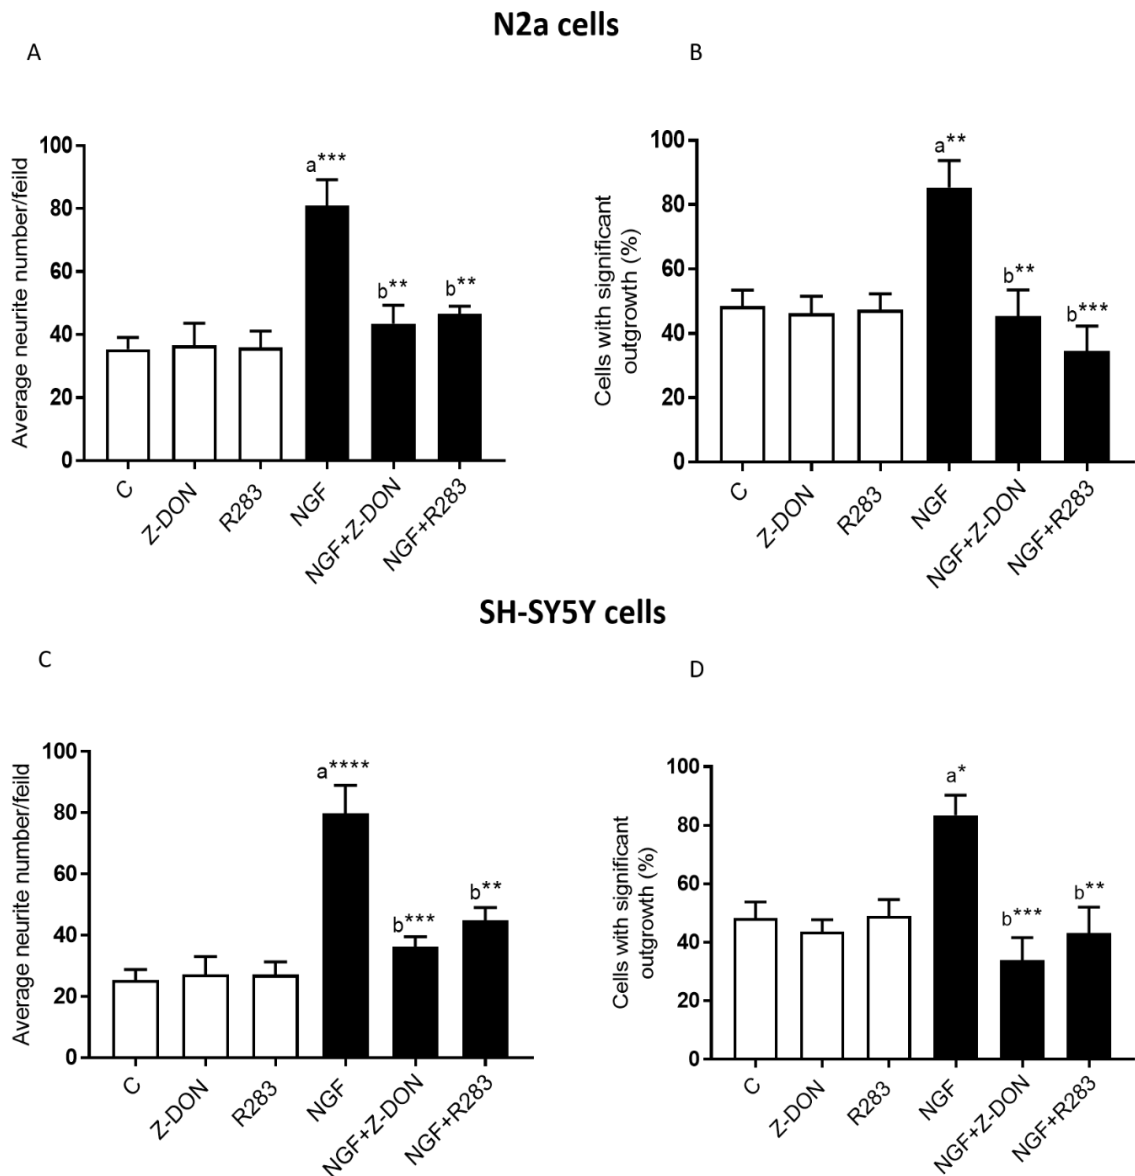 N2a cells
A
B
Average neurite number/feild
100
80
60
40
20
0
a***
b**
b**
C
Z-DON
R283
NGF
NGF+Z-DON
NGF+R283
Cells with significant
outgrowth (%)
100
80
60
40
20
0
a**
b**
b***
C
Z-DON
R283
NGF
NGF+Z-DON
NGF+R283
SH-SY5Y cells
C
D
Average neurite number/feild
100
80
60
40
20
0
a****
b***
b**
C
Z-DON
R283
NGF
NGF+Z-DON
NGF+R283
Cells with significant
outgrowth (%)
100
80
60
40
20
0
a*
b***
b**
C
Z-DON
R283
NGF
NGF+Z-DON
NGF+R283